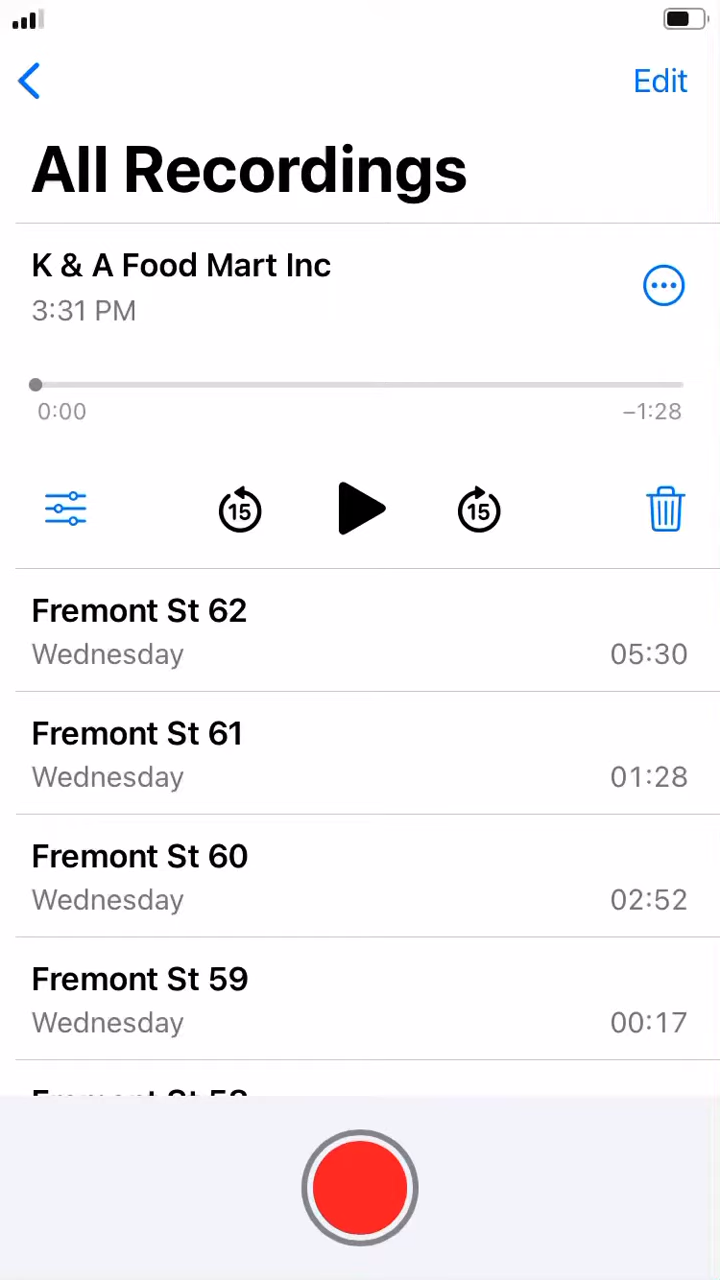 Edit
All Recordings
K & A Food Mart Inc
3:31 PM
0:00 −1:28
15 15
Fremont St 62
Wednesday 05:30
Fremont St 61
Wednesday 01:28
Fremont St 60
Wednesday 02:52
Fremont St 59
Wednesday 00:17